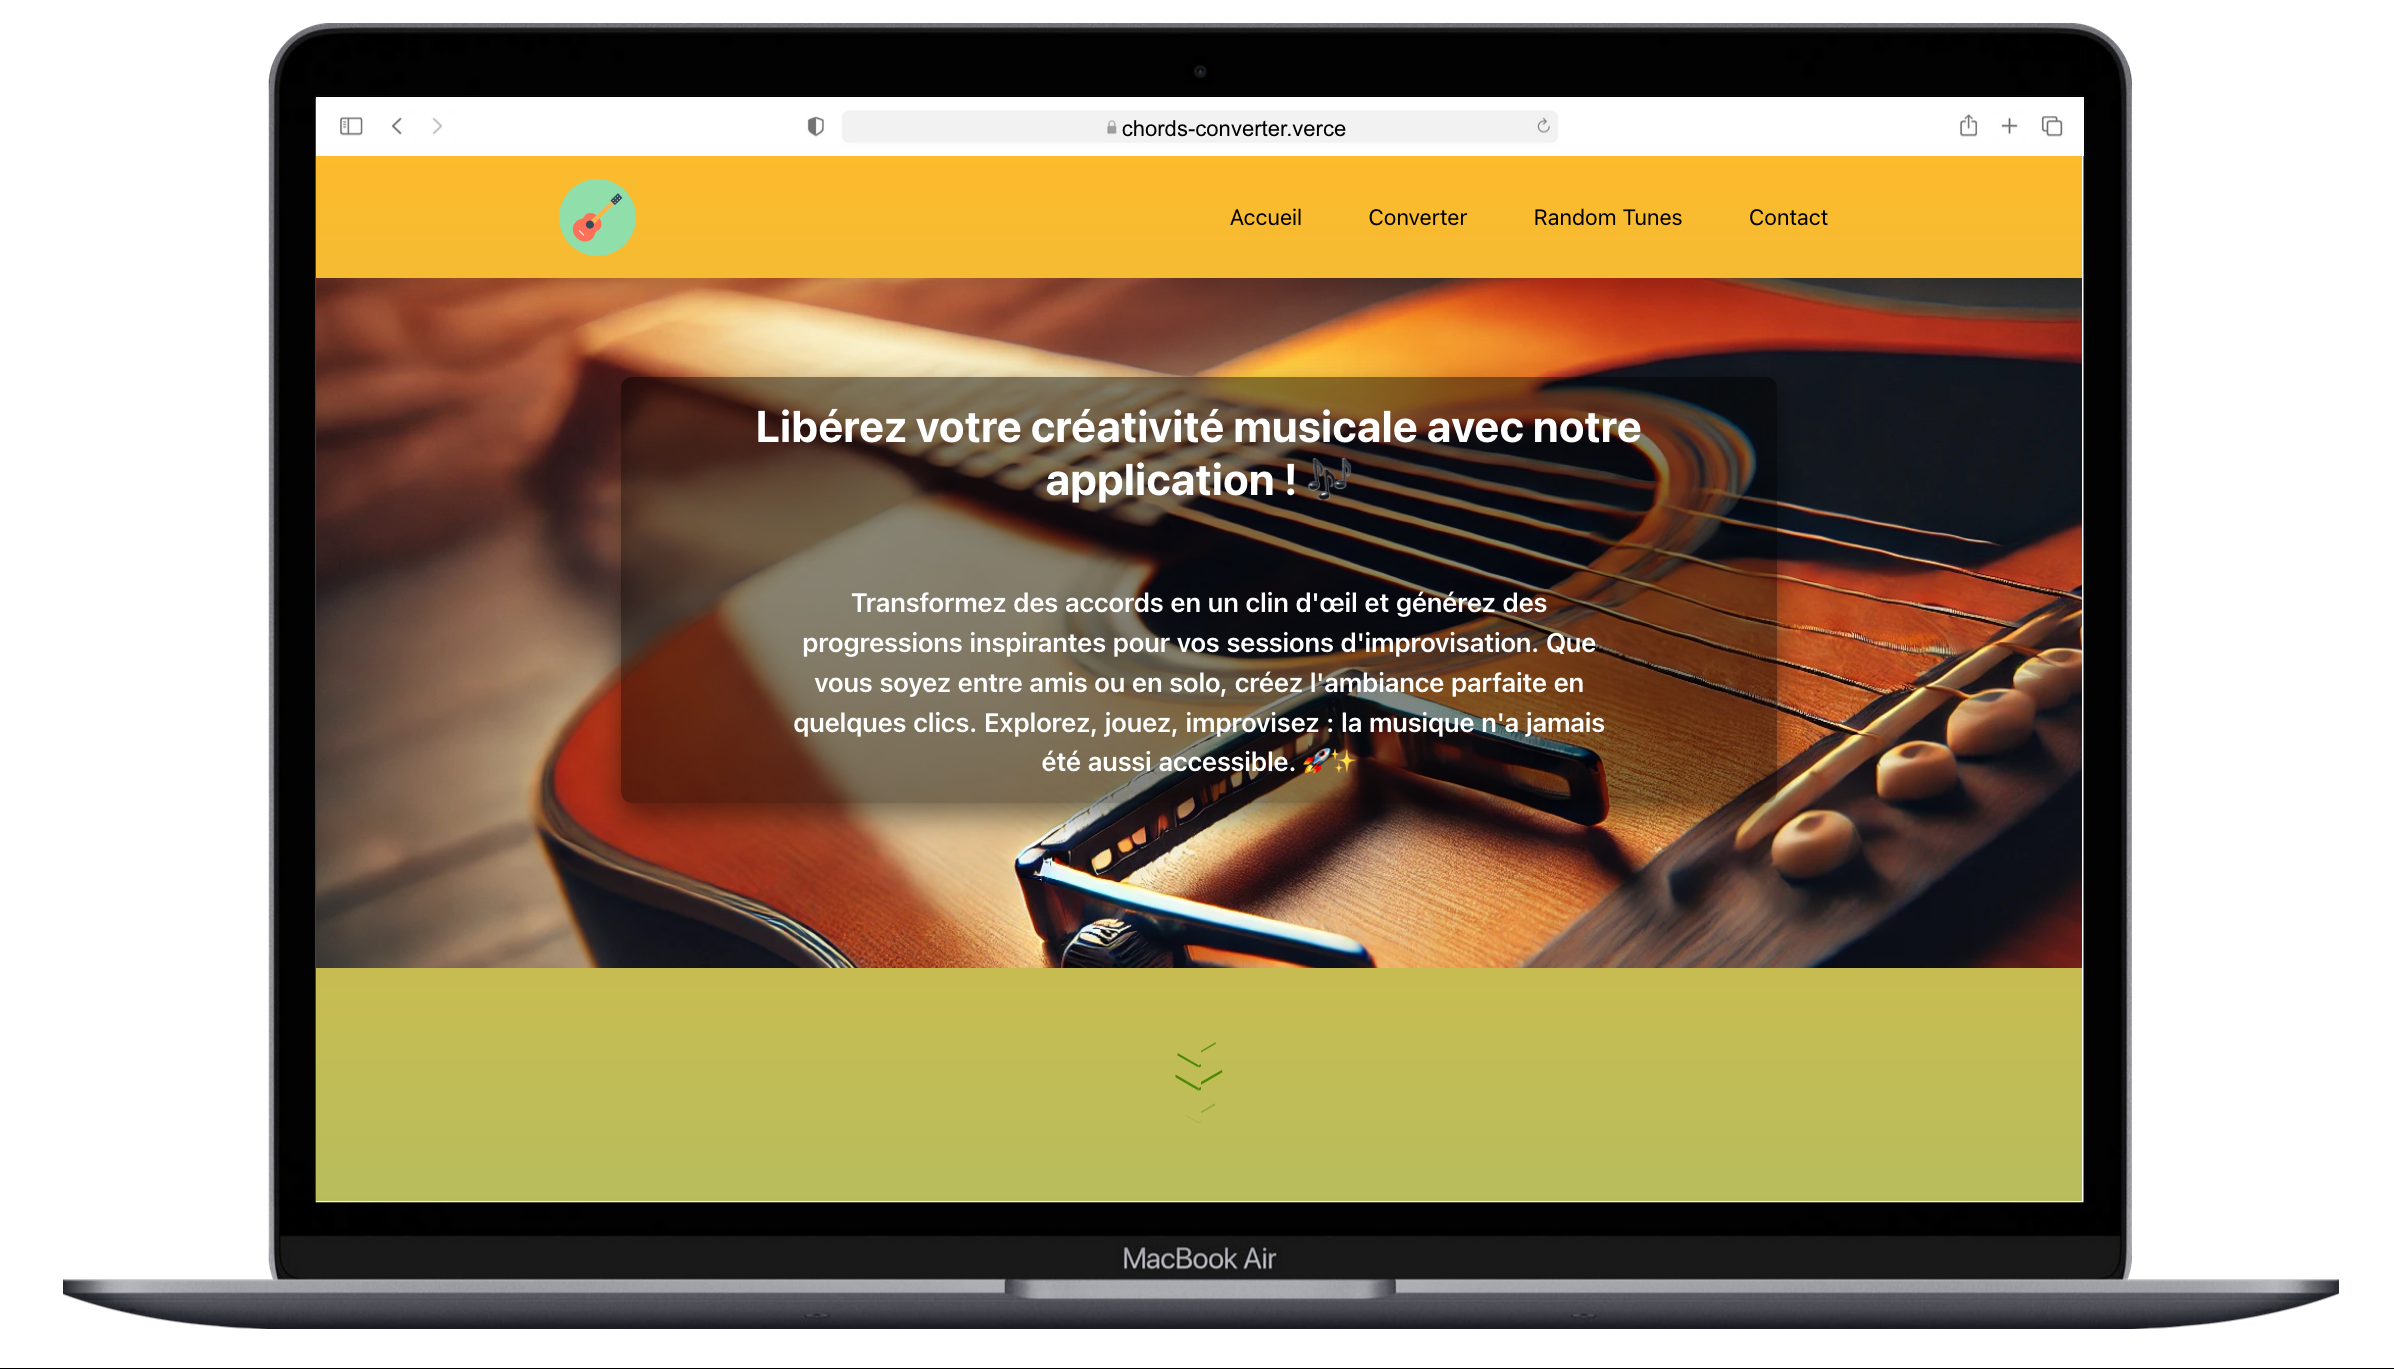 chords-converter.verce
Accueil Converter Random Tunes Contact
Libérez votre créativité musicale avec notre
application ! 🎶
Transformez des accords en un clin d'œil et générez des
progressions inspirantes pour vos sessions d'improvisation. Que
vous soyez entre amis ou en solo, créez l'ambiance parfaite en
quelques clics. Explorez, jouez, improvisez : la musique n'a jamais
été aussi accessible. 🚀✨
MacBook Air